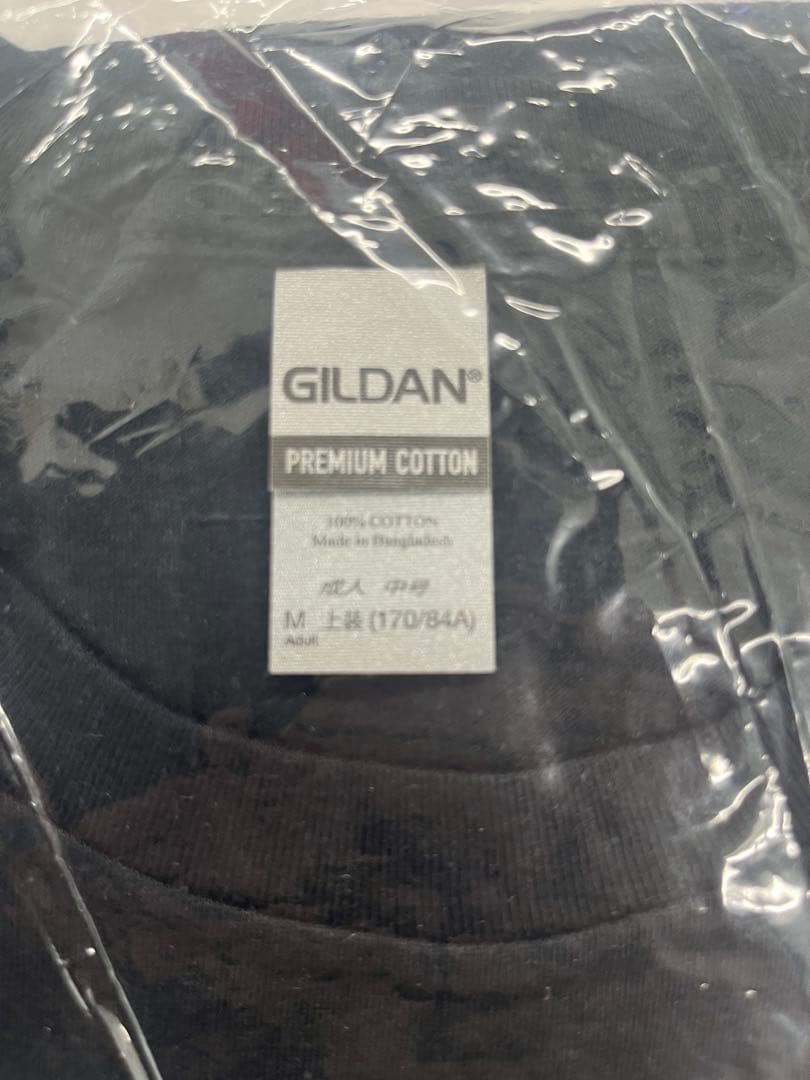 GILDAN®
PREMIUM COTTON
100% COTTON
Made in Bangladesh
成人 中号
M 上装 (170/84A)
Adult